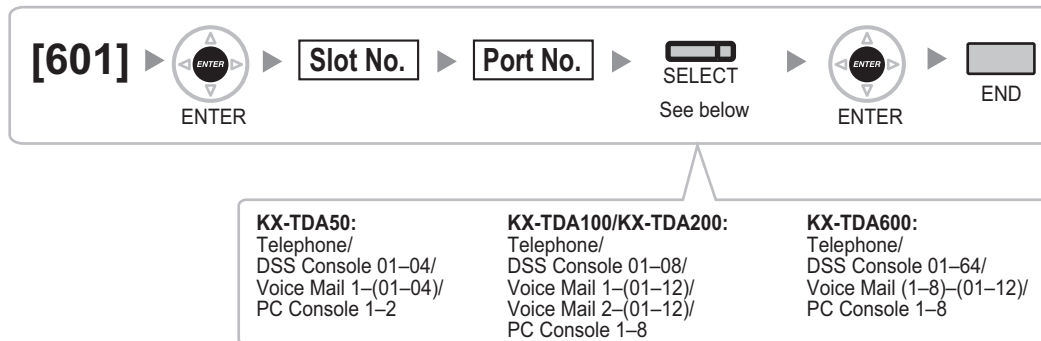 [601] ENTER Slot No. Port No. ENTER
ENTER SELECT ENTER END
See below
KX-TDA50:
Telephone/
DSS Console 01–04/
Voice Mail 1–(01–04)/
PC Console 1–2
KX-TDA100/KX-TDA200:
Telephone/
DSS Console 01–08/
Voice Mail 1–(01–12)/
Voice Mail 2–(01–12)/
PC Console 1–8
KX-TDA600:
Telephone/
DSS Console 01–64/
Voice Mail (1–8)–(01–12)/
PC Console 1–8